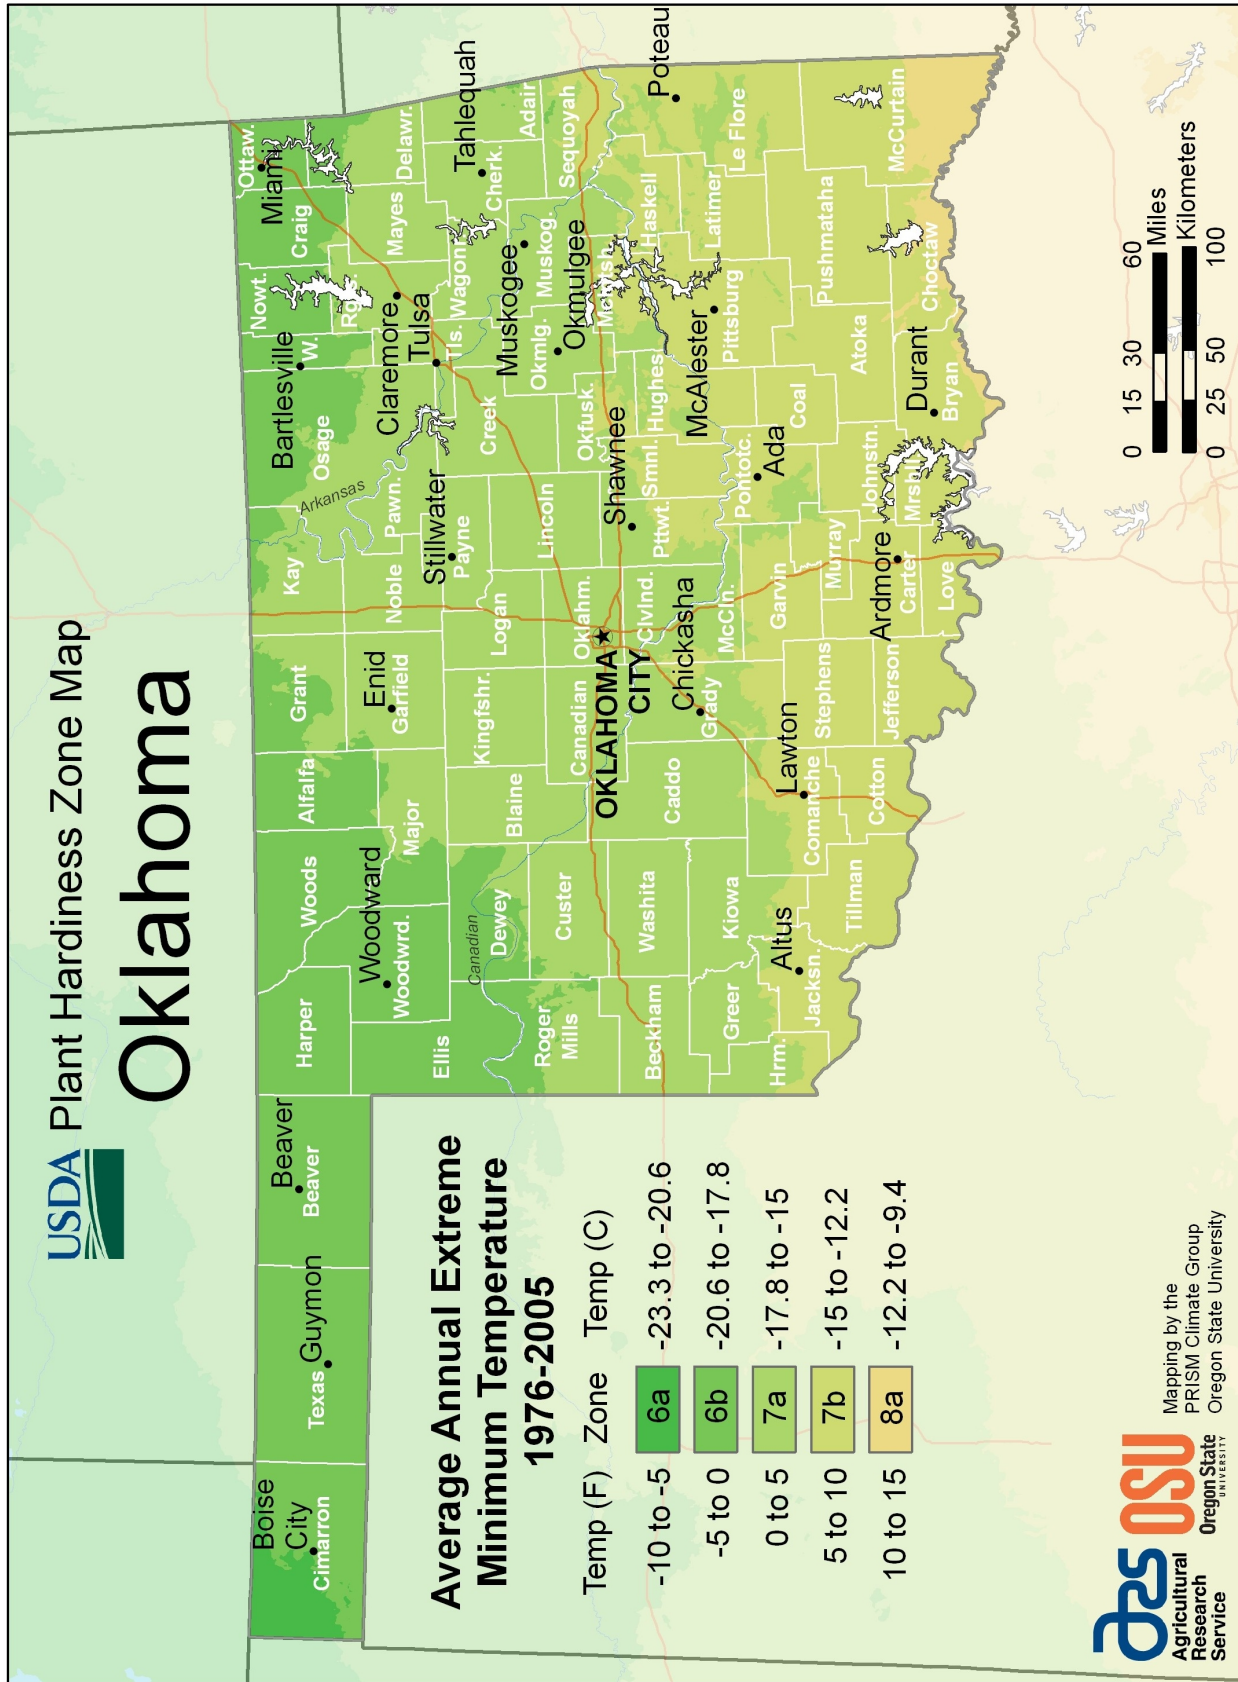 USDA Plant Hardiness Zone Map
Oklahoma
Average Annual Extreme
Minimum Temperature
1976-2005
Temp (F) Zone Temp (C)
-10 to -5 6a -23.3 to -20.6
-5 to 0 6b -20.6 to -17.8
0 to 5 7a -17.8 to -15
5 to 10 7b -15 to -12.2
10 to 15 8a -12.2 to -9.4
Boise
City
Cimarron
Guymon
Texas
Beaver
Beaver
Harper
Woods
Alfalfa
Grant
Kay
Arkansas
Osage
Bartlesville
W.
Nowt.
Craig
Ottaw.
Miami
Ellis
Woodward
Woodwrd.
Major
Enid
Garfield
Noble
Pawn.
Claremore
Rgs.
Mayes
Delawr.
Canadian
Dewey
Blaine
Kingfshr.
Logan
Stillwater
Payne
Creek
Tulsa
Tls.
Wagonr.
Tahlequah
Cherk.
Adair
Roger
Mills
Custer
Canadian
Oklahm.
OKLAHOMA
CITY
Lincoln
Okfusk.
Okmlg.
Okmulgee
Muskogee
Muskog.
Sequoyah
Beckham
Washita
Caddo
Chickasha
Grady
Clvlnd.
McCln.
Shawnee
Pttwt.
Smnl.
Hughes
McIntsh.
Haskell
Poteau
Le Flore
Greer
Kiowa
Hrm.
Altus
Jacksn.
Lawton
Comanche
Stephens
Garvin
Murray
Pontotc.
Ada
Coal
McAlester
Pittsburg
Latimer
Tillman
Cotton
Jefferson
Ardmore
Carter
Love
Johnstn.
Mrshll.
Atoka
Pushmataha
McCurtain
Durant
Bryan
Choctaw
0 15 30 60
Miles
Kilometers
0 25 50 100
ars
Agricultural
Research
Service
OSU
Oregon State
UNIVERSITY
Mapping by the
PRISM Climate Group
Oregon State University